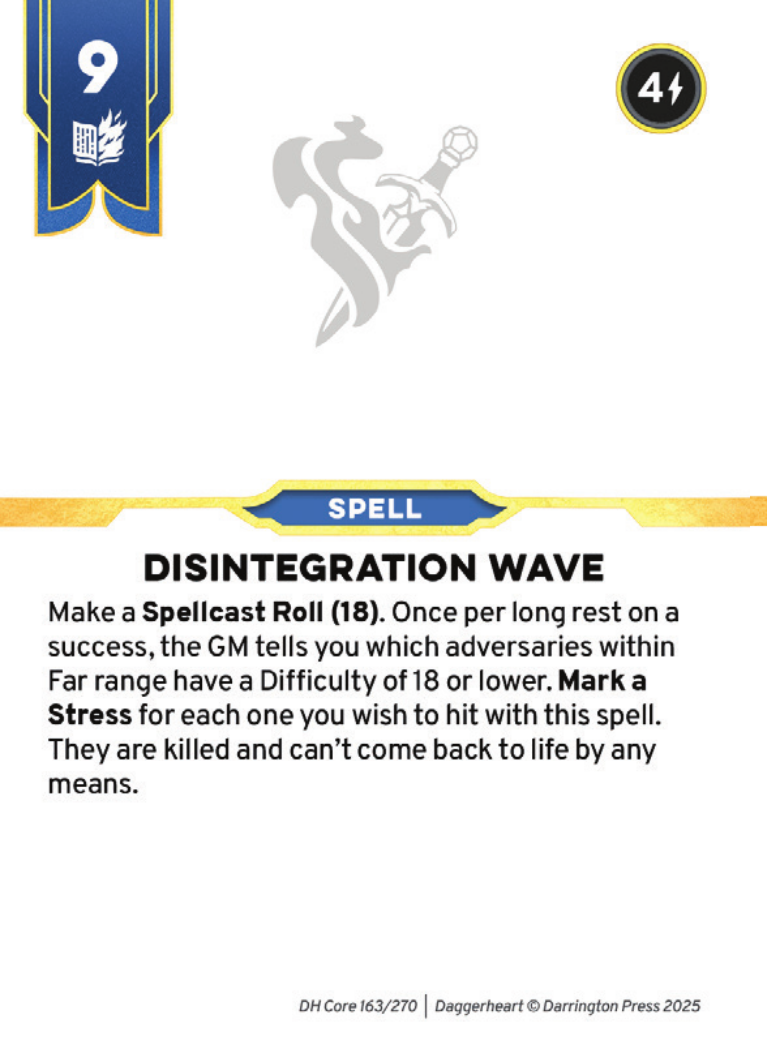 9
4
SPELL
DISINTEGRATION WAVE
Make a Spellcast Roll (18). Once per long rest on a
success, the GM tells you which adversaries within
Far range have a Difficulty of 18 or lower. Mark a
Stress for each one you wish to hit with this spell.
They are killed and can't come back to life by any
means.
DH Core 163/270 | Daggerheart © Darrington Press 2025